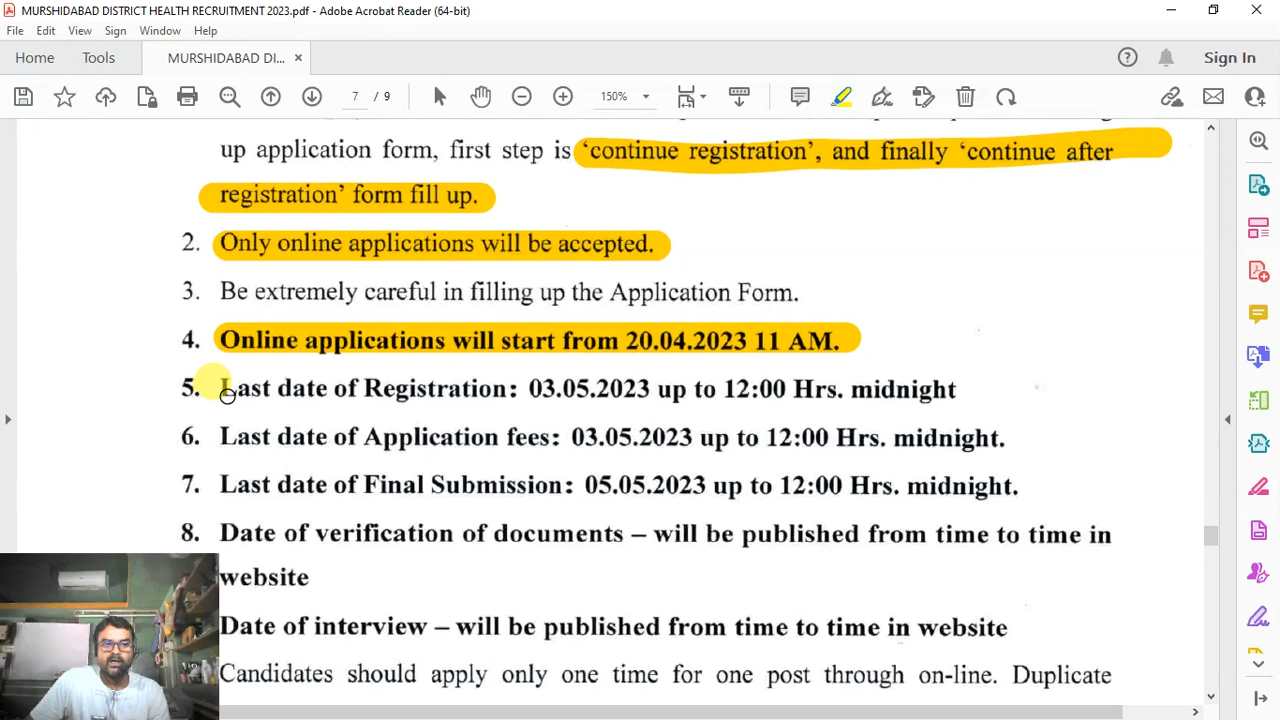 MURSHIDABAD DISTRICT HEALTH RECRUITMENT 2023.pdf - Adobe Acrobat Reader (64-bit)
File Edit View Sign Window Help
Home Tools MURSHIDABAD DI... × Sign In
7 / 9 150%
up application form, first step is ‘continue registration’, and finally ‘continue after
registration’ form fill up.
2. Only online applications will be accepted.
3. Be extremely careful in filling up the Application Form.
4. Online applications will start from 20.04.2023 11 AM.
5. Last date of Registration: 03.05.2023 up to 12:00 Hrs. midnight
6. Last date of Application fees: 03.05.2023 up to 12:00 Hrs. midnight.
7. Last date of Final Submission: 05.05.2023 up to 12:00 Hrs. midnight.
8. Date of verification of documents – will be published from time to time in
website
Date of interview – will be published from time to time in website
Candidates should apply only one time for one post through on-line. Duplicate